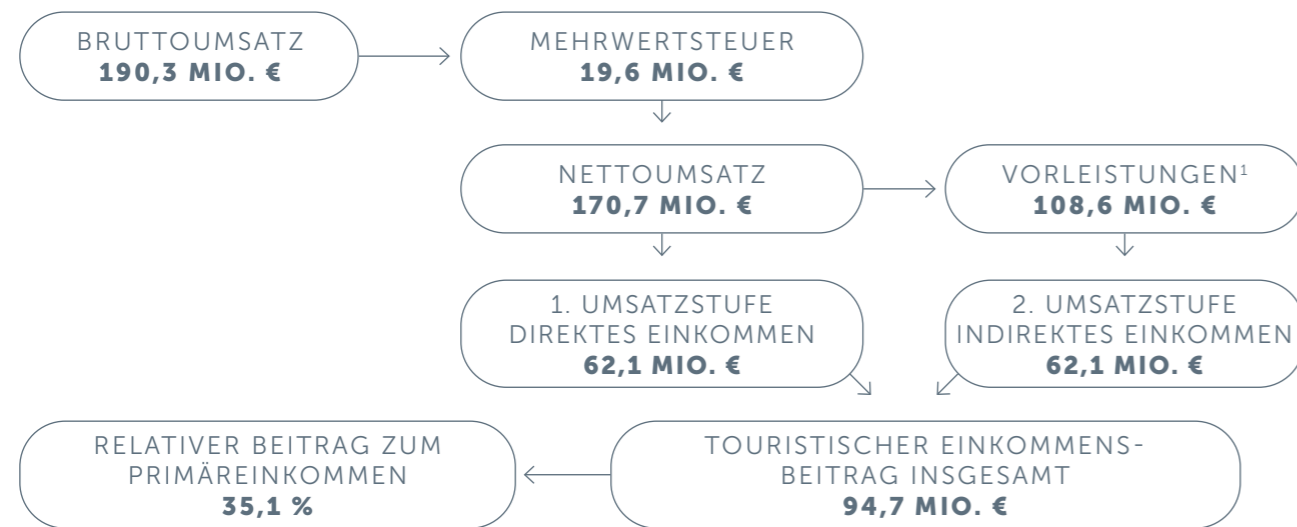 BRUTTOUMSATZ
190,3 MIO. €
MEHRWERTSTEUER
19,6 MIO. €
NETTOUMSATZ
170,7 MIO. €
VORLEISTUNGEN¹
108,6 MIO. €
1. UMSATZSTUFE
DIREKTES EINKOMMEN
62,1 MIO. €
2. UMSATZSTUFE
INDIREKTES EINKOMMEN
62,1 MIO. €
RELATIVER BEITRAG ZUM
PRIMÄREINKOMMEN
35,1 %
TOURISTISCHER EINKOMMENS-
BEITRAG INSGESAMT
94,7 MIO. €